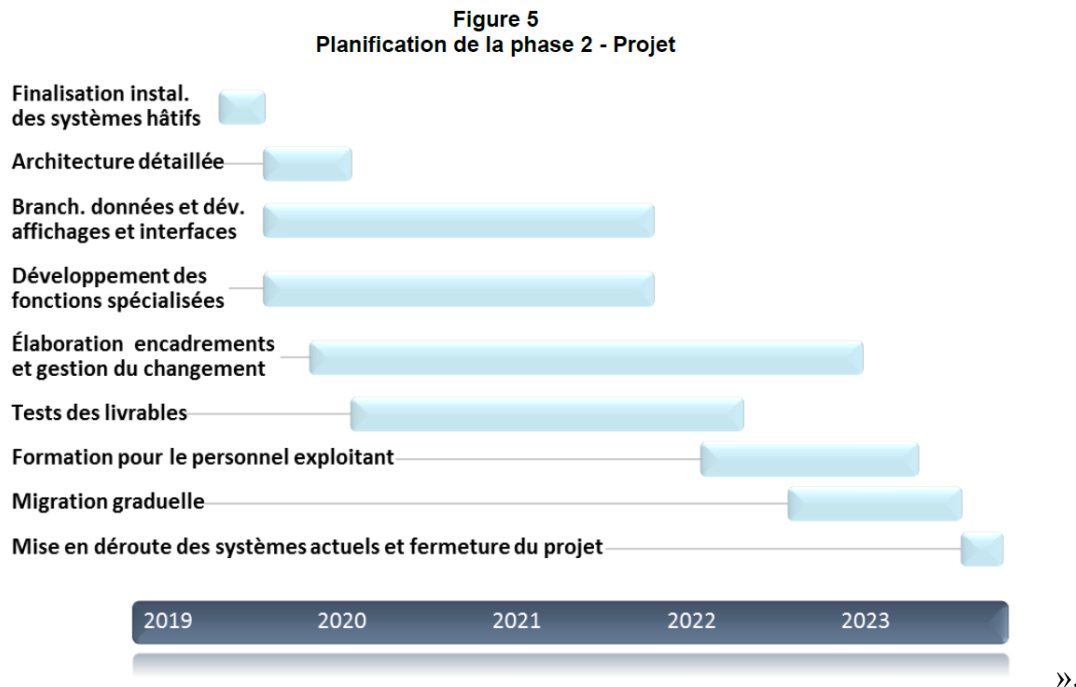 Figure 5
Planification de la phase 2 - Projet
Finalisation instal.
des systèmes hâtifs
Architecture détaillée
Branch. données et dév.
affichages et interfaces
Développement des
fonctions spécialisées
Élaboration encadrements
et gestion du changement
Tests des livrables
Formation pour le personnel exploitant
Migration graduelle
Mise en déroute des systèmes actuels et fermeture du projet
2019 2020 2021 2022 2023
».